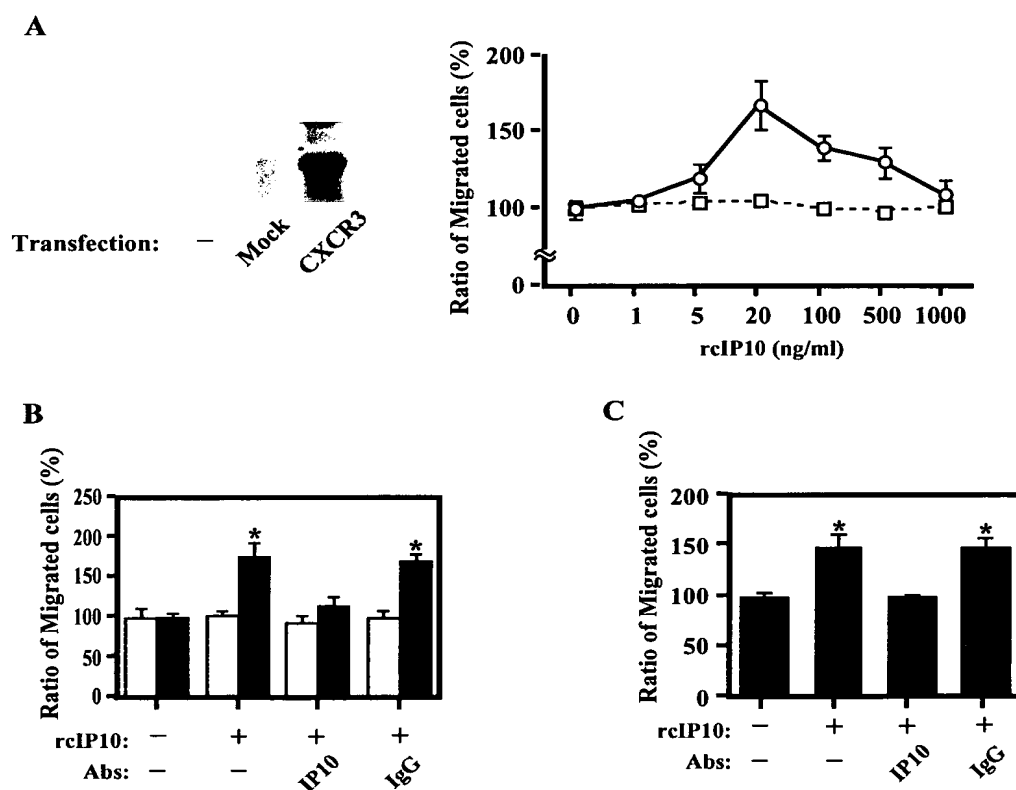 A
Transfection: – Mock CXCR3
Ratio of Migrated cells (%)
200
150
100
0
0 1 5 20 100 500 1000
rcIP10 (ng/ml)
B
Ratio of Migrated cells (%)
250
200
150
100
50
0
* *
rcIP10: – + + +
Abs: – – IP10 IgG
C
Ratio of Migrated cells (%)
200
150
100
50
0
* *
rcIP10: – + + +
Abs: – – IP10 IgG